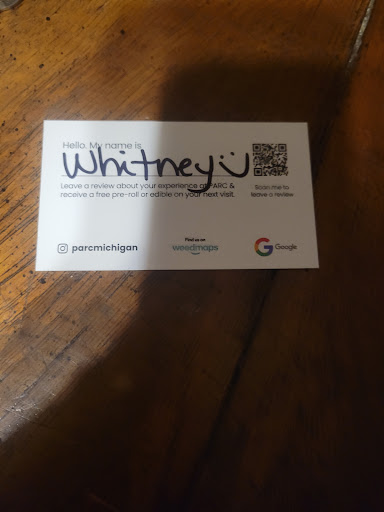 Hello. My name is
Whitney
Leave a review about your experience at PARC &
receive a free pre-roll or edible on your next visit.
Scan me to
leave a review
parcmichigan
Find us on
weedmaps
G Google